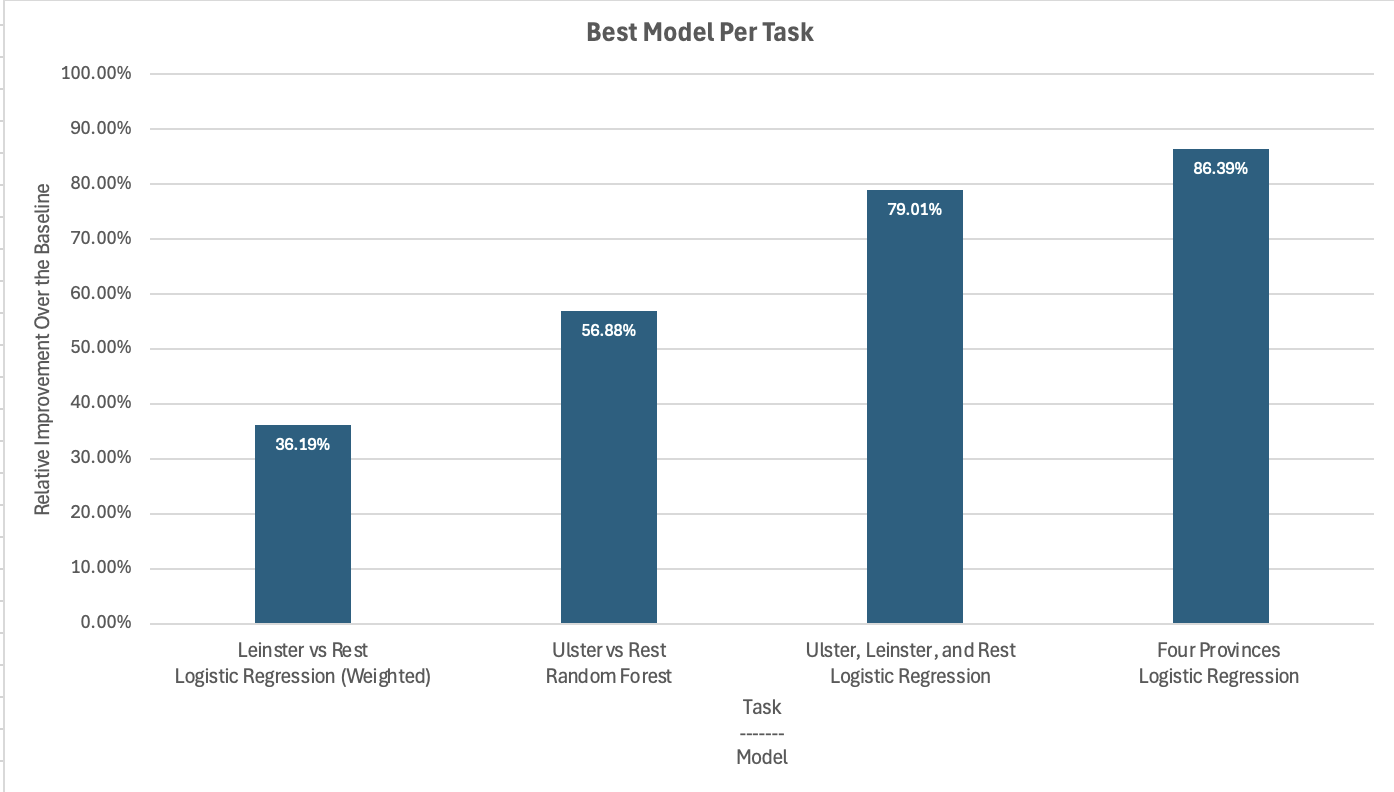 Best Model Per Task
Relative Improvement Over the Baseline
100.00%
90.00%
80.00%
70.00%
60.00%
50.00%
40.00%
30.00%
20.00%
10.00%
0.00%
36.19%
56.88%
79.01%
86.39%
Leinster vs Rest
Logistic Regression (Weighted)
Ulster vs Rest
Random Forest
Ulster, Leinster, and Rest
Logistic Regression
Four Provinces
Logistic Regression
Task
-------
Model